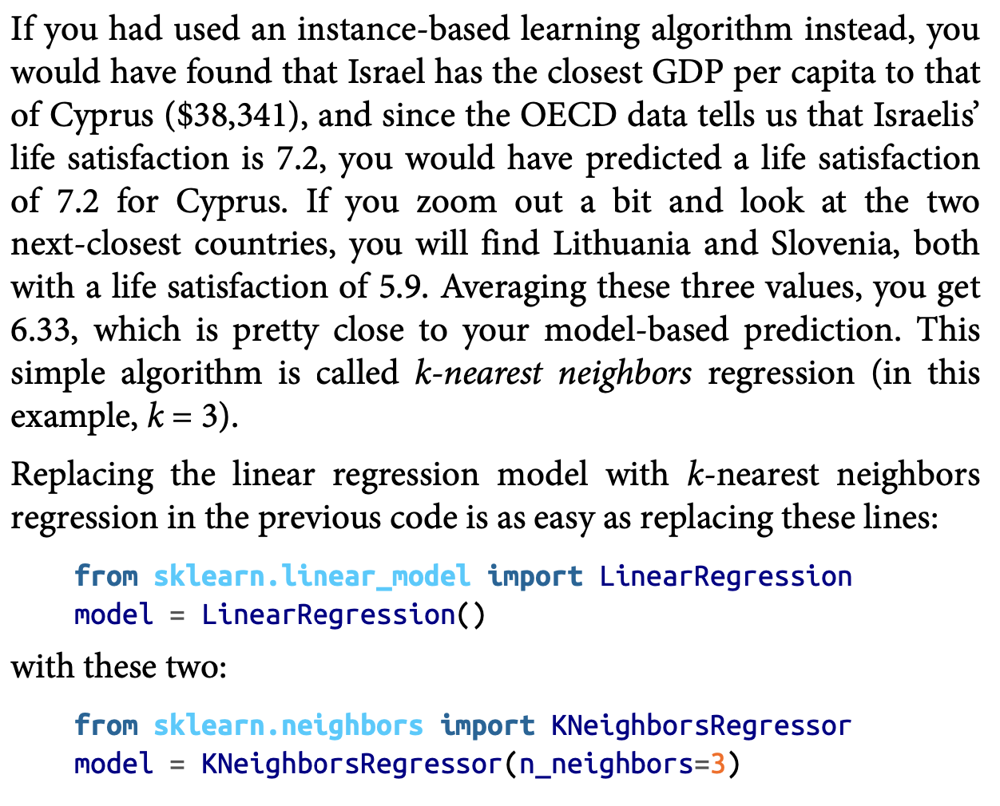 If you had used an instance-based learning algorithm instead, you
would have found that Israel has the closest GDP per capita to that
of Cyprus ($38,341), and since the OECD data tells us that Israelis’
life satisfaction is 7.2, you would have predicted a life satisfaction
of 7.2 for Cyprus. If you zoom out a bit and look at the two
next-closest countries, you will find Lithuania and Slovenia, both
with a life satisfaction of 5.9. Averaging these three values, you get
6.33, which is pretty close to your model-based prediction. This
simple algorithm is called k-nearest neighbors regression (in this
example, k = 3).
Replacing the linear regression model with k-nearest neighbors
regression in the previous code is as easy as replacing these lines:
from sklearn.linear_model import LinearRegression
model = LinearRegression()
with these two:
from sklearn.neighbors import KNeighborsRegressor
model = KNeighborsRegressor(n_neighbors=3)